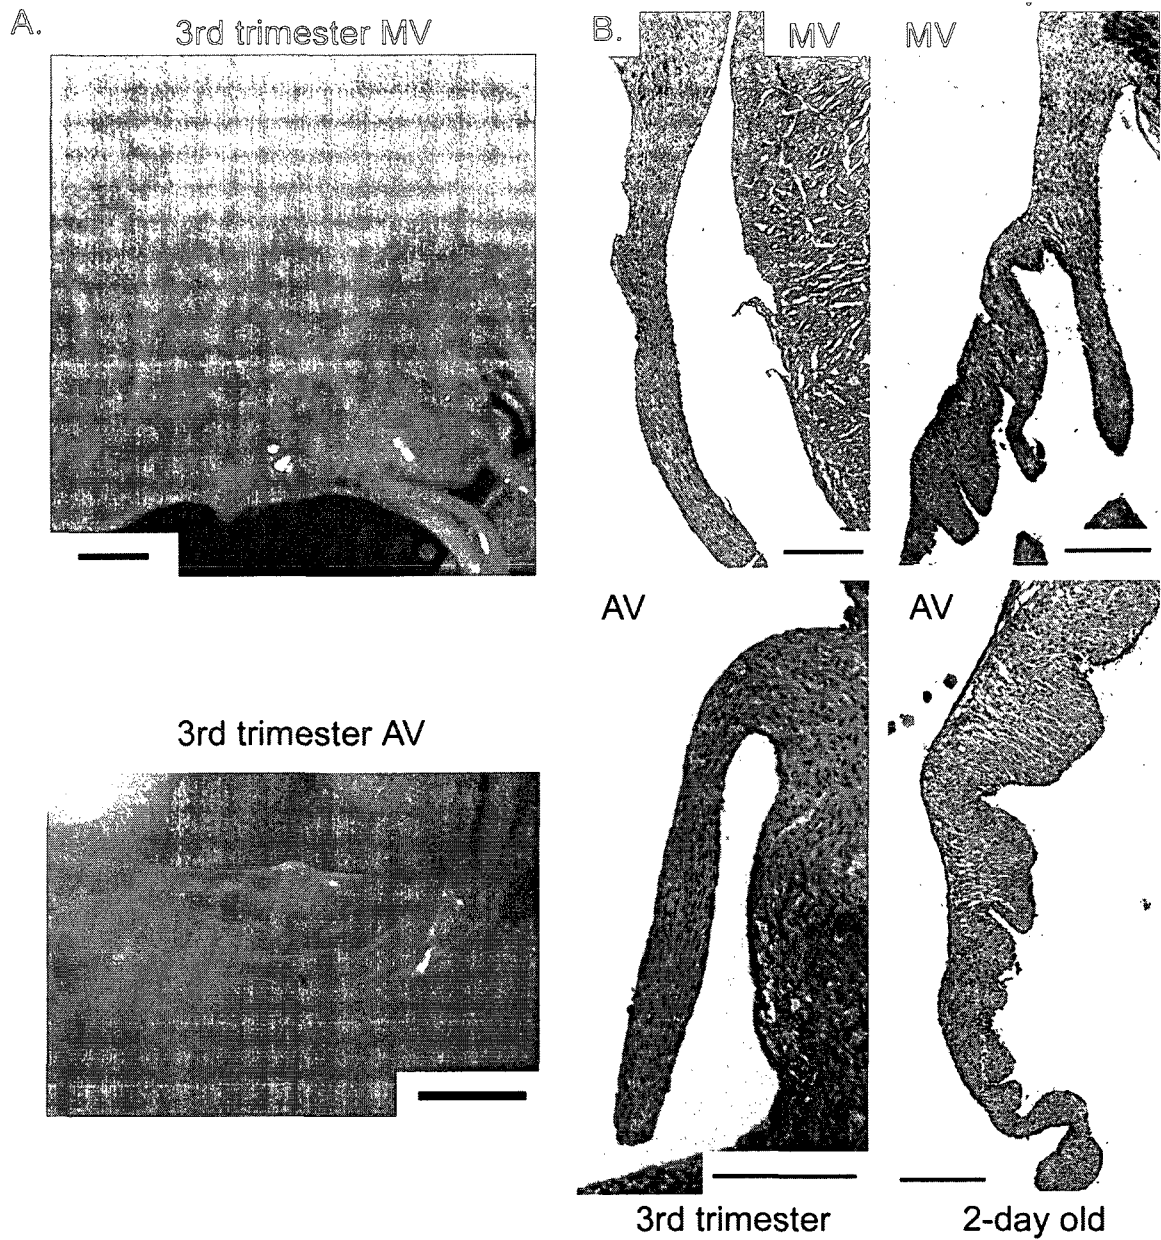 A.
3rd trimester MV
B.
MV
MV
3rd trimester AV
AV
AV
3rd trimester
2-day old